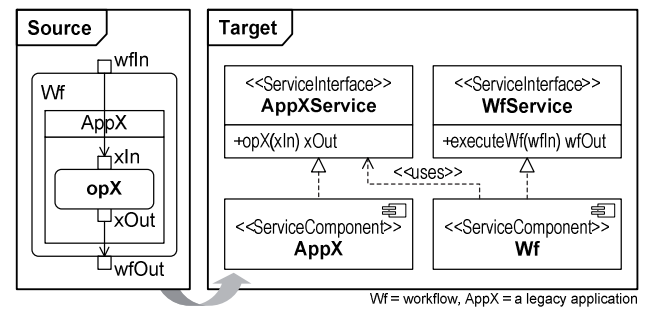 Source
wfIn
Wf
AppX
xIn
opX
xOut
wfOut
Target
<<ServiceInterface>>
AppXService
+opX(xIn) xOut
<<ServiceInterface>>
WfService
+executeWf(wfIn) wfOut
<<uses>>
<<ServiceComponent>>
AppX
<<ServiceComponent>>
Wf
Wf = workflow, AppX = a legacy application